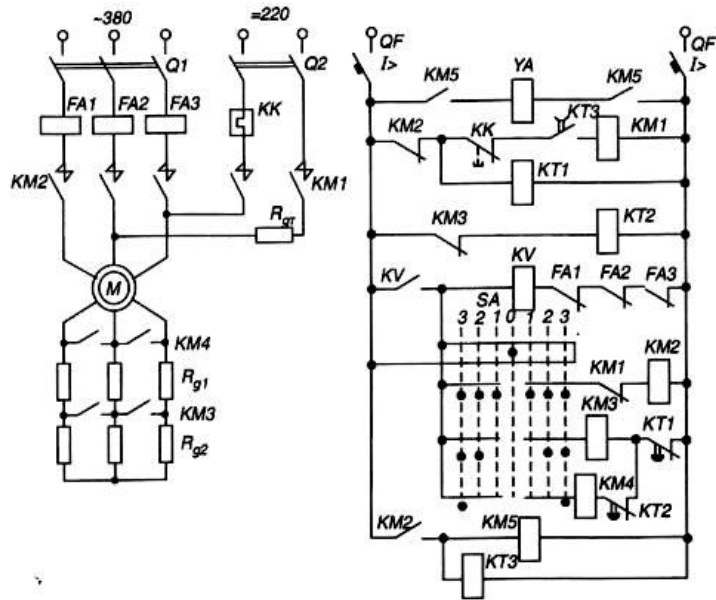 ~380
=220
Q1
Q2
FA1
FA2
FA3
KK
KM2
KM1
Rgт
M
KM4
Rg1
KM3
Rg2
QF
I>
QF
I>
KM5
YA
KM5
KM2
KK
KT3
KM1
KT1
KM3
KT2
KV
KV
FA1
FA2
FA3
SA
3 2 1 0 1 2 3
KM1
KM2
KM3
KT1
KM4
KT2
KM2
KM5
KT3